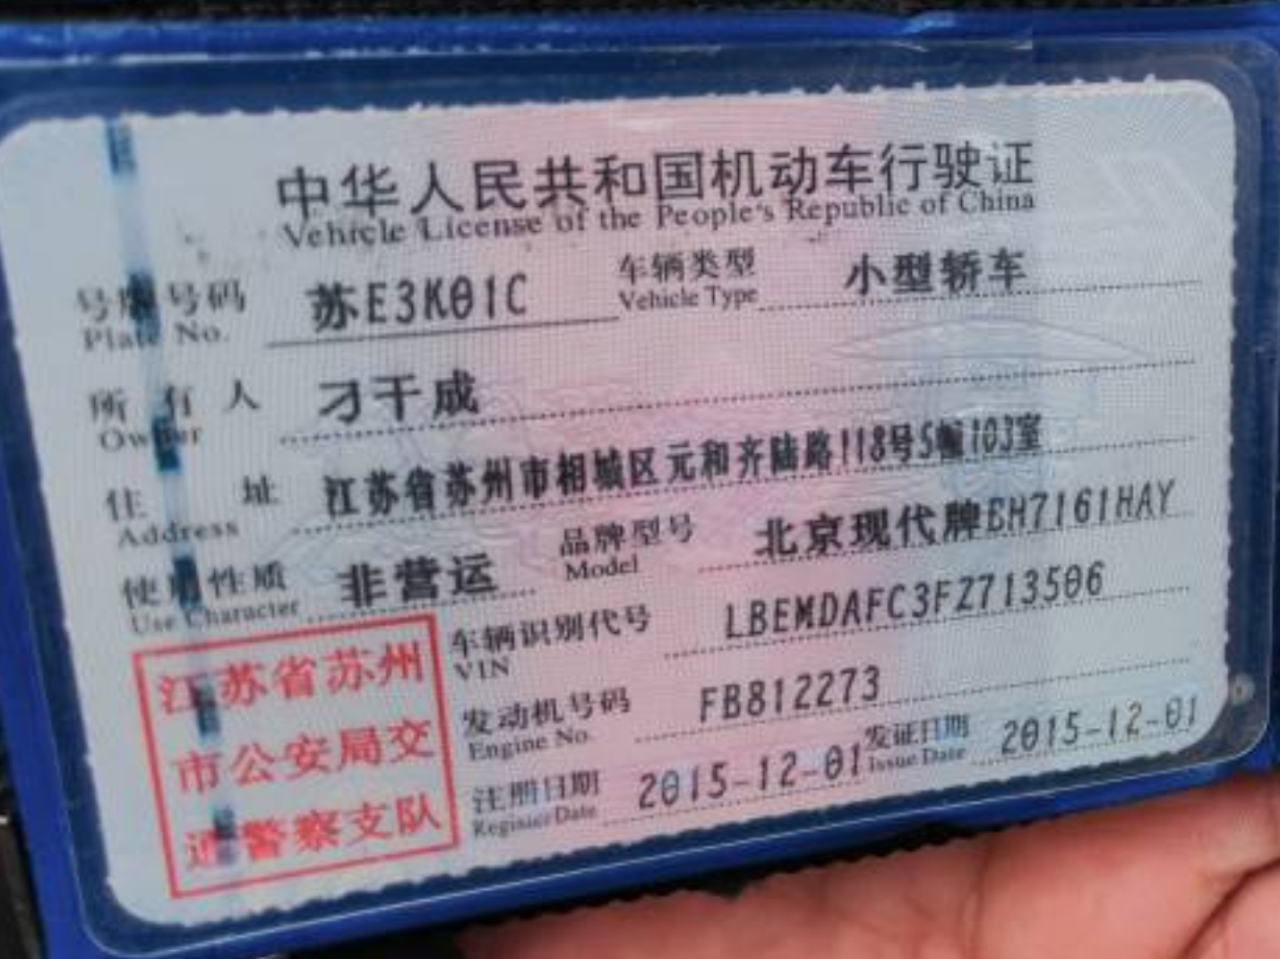 中华人民共和国机动车行驶证
Vehicle License of the People's Republic of China
号牌号码 苏E3K01C 车辆类型 小型轿车
Plate No. Vehicle Type
所有人 刁干成
Owner
住址 江苏省苏州市相城区元和齐陆路118号5幢103室
Address
使用性质 非营运 品牌型号 北京现代牌BH7161HAY
Use Character Model
车辆识别代号 LBEMDAFC3FZ713506
VIN
发动机号码 FB812273
Engine No.
注册日期 2015-12-01 发证日期 2015-12-01
Register Date Issue Date
江苏省苏州
市公安局交
通警察支队